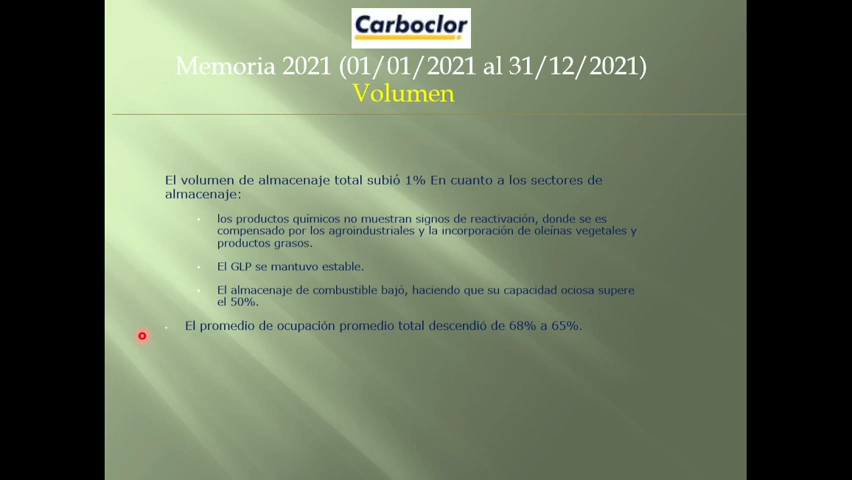 Carboclor
Memoria 2021 (01/01/2021 al 31/12/2021)
Volumen
El volumen de almacenaje total subió 1% En cuanto a los sectores de
almacenaje:
los productos químicos no muestran signos de reactivación, donde se es
compensado por los agroindustriales y la incorporación de oleínas vegetales y
productos grasos.
El GLP se mantuvo estable.
El almacenaje de combustible bajó, haciendo que su capacidad ociosa supere
el 50%.
El promedio de ocupación promedio total descendió de 68% a 65%.